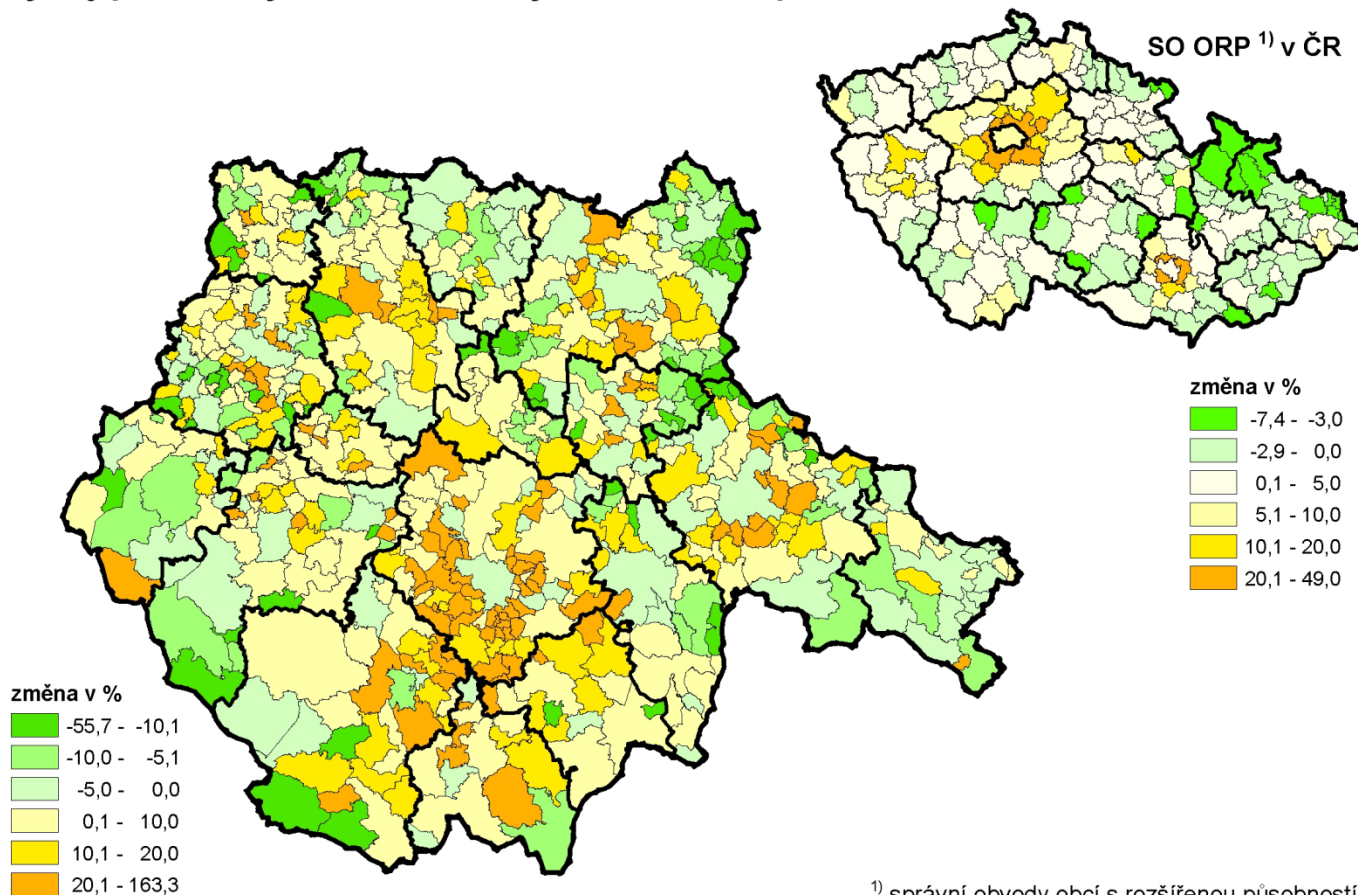 SO ORP 1) v ČR
změna v %
-7,4 - -3,0
-2,9 - 0,0
0,1 - 5,0
5,1 - 10,0
10,1 - 20,0
20,1 - 49,0
změna v %
-55,7 - -10,1
-10,0 - -5,1
-5,0 - 0,0
0,1 - 10,0
10,1 - 20,0
20,1 - 163,3
1) správní obvody obcí s rozšířenou působností